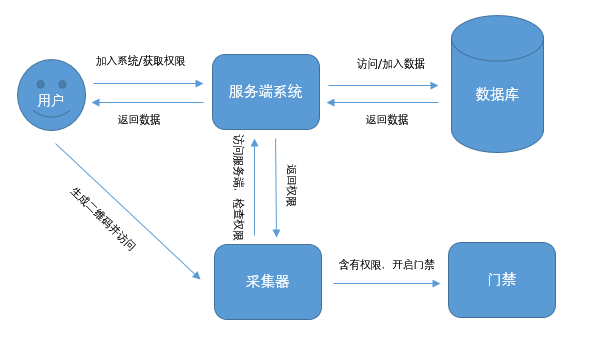 加入系统/获取权限
访问/加入数据
用户
服务端系统
数据库
返回数据
返回数据
访问服务端，检查权限
返回权限
生成二维码并访问
采集器
含有权限，开启门禁
门禁